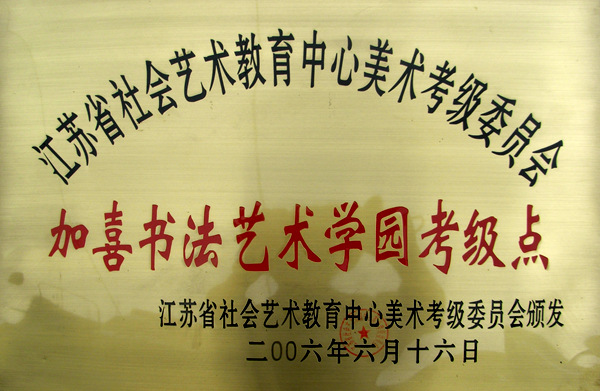 江苏省社会艺术教育中心美术考级委员会
加喜书法艺术学园考级点
江苏省社会艺术教育中心美术考级委员会颁发
二00六年六月十六日